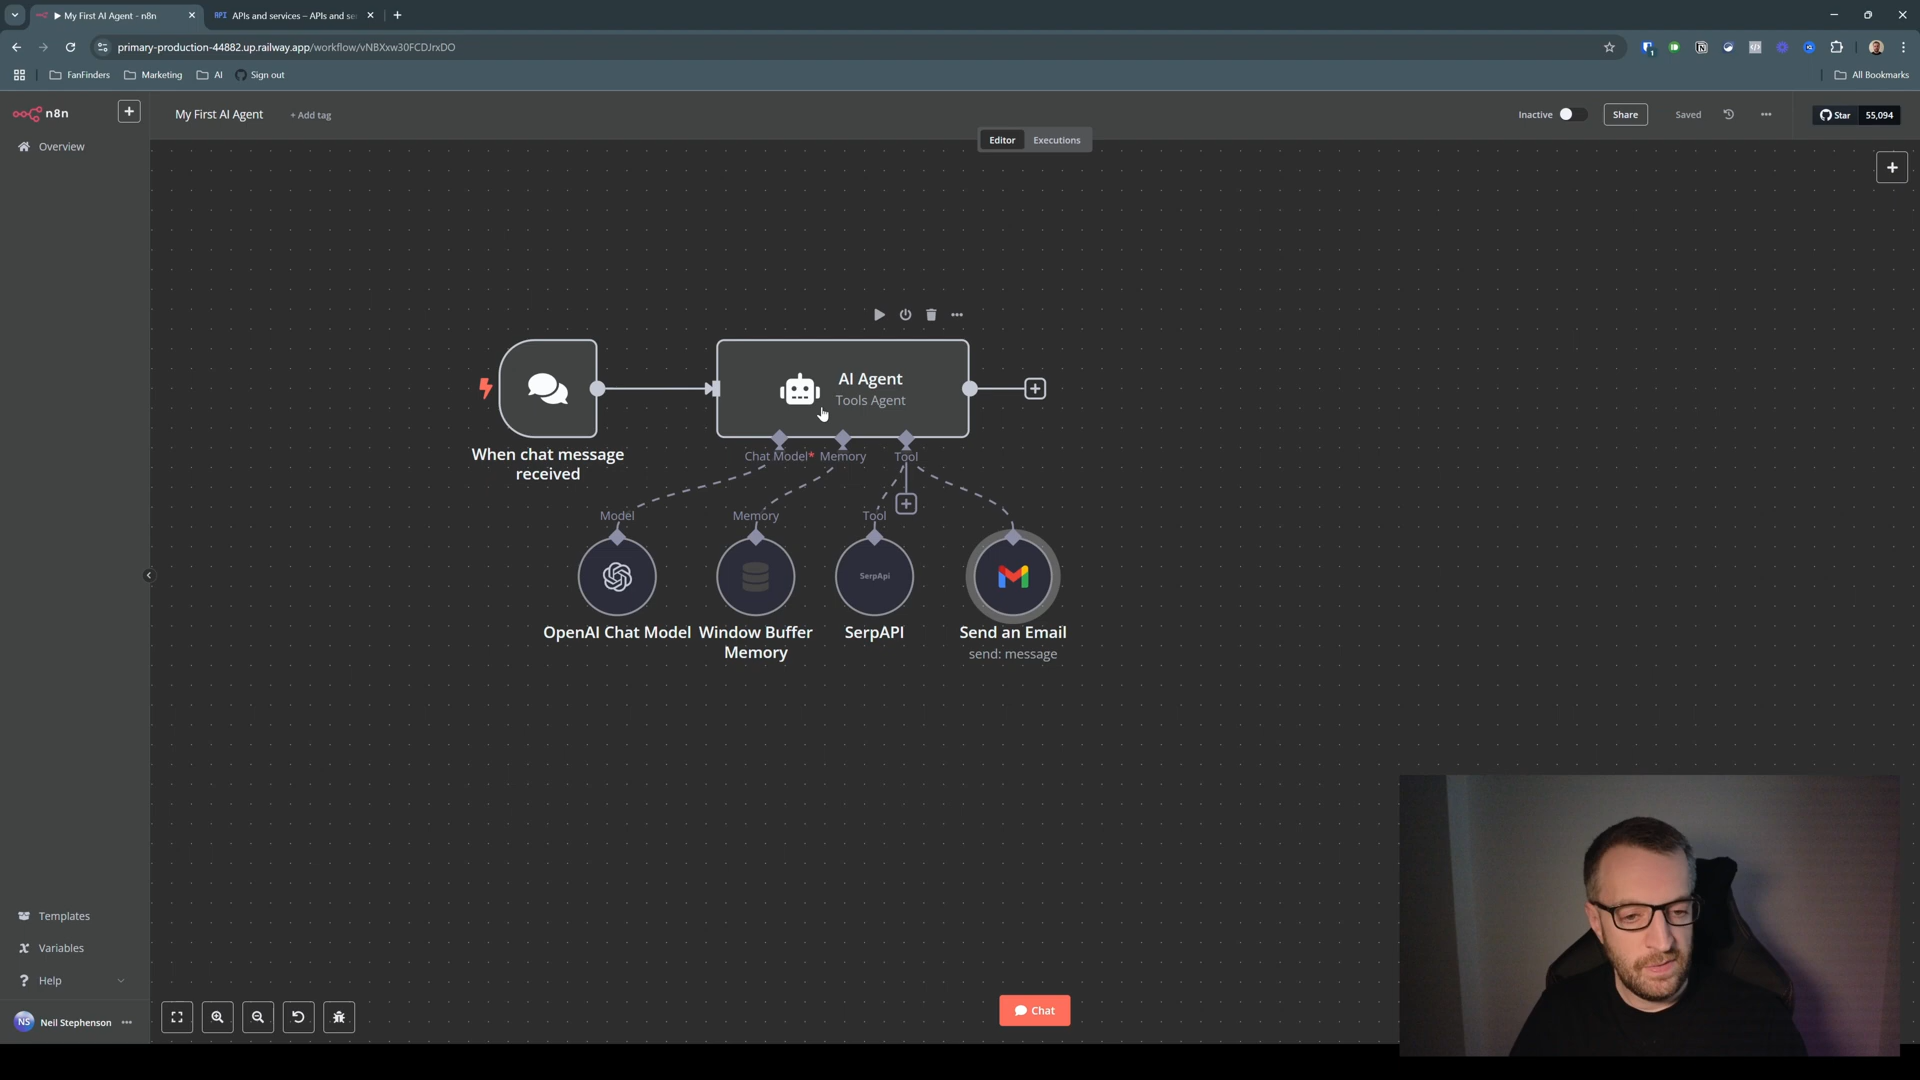 My First AI Agent - n8n
API APIs and services – APIs and se
primary-production-44882.up.railway.app/workflow/vNBXxw30FCDJrxDO
FanFinders
Marketing
AI
Sign out
All Bookmarks
n8n
My First AI Agent
+ Add tag
Inactive
Share
Saved
Star
55,094
Editor
Executions
Overview
AI Agent
Tools Agent
Chat Model*
Memory
Tool
When chat message
received
Model
Memory
Tool
SerpApi
OpenAI Chat Model
Window Buffer
Memory
SerpAPI
Send an Email
send: message
Templates
Variables
Help
NS
Neil Stephenson
Chat